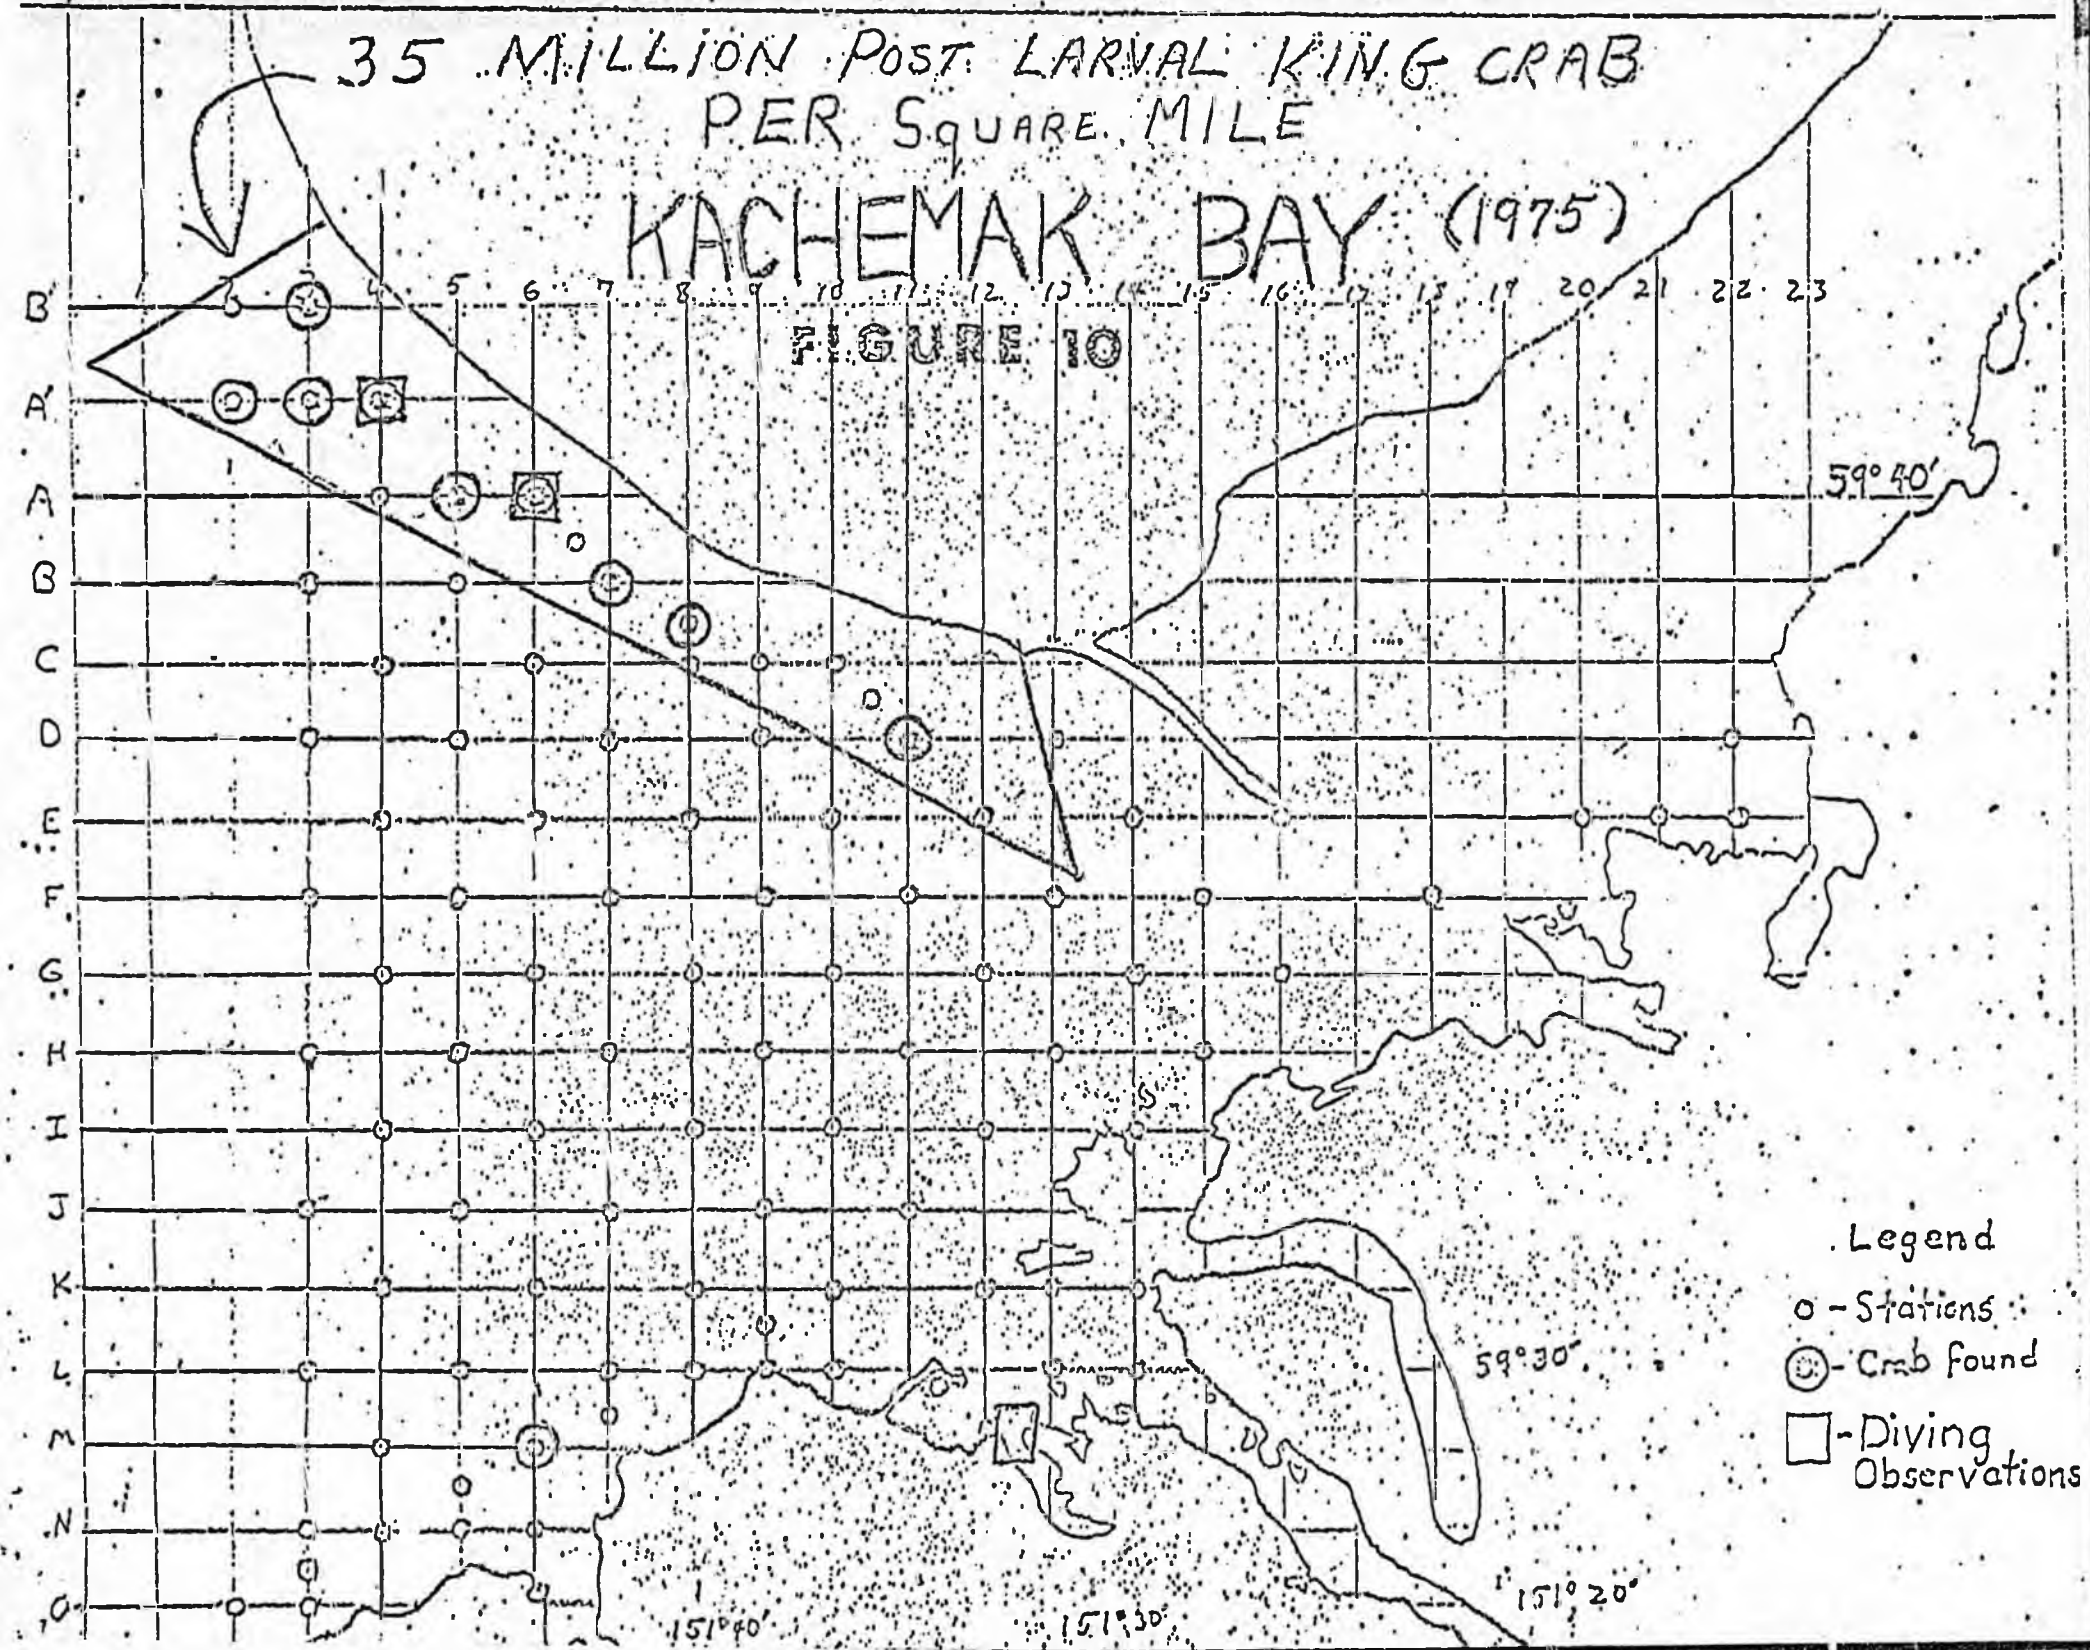 35 MILLION POST LARVAL KING CRAB
PER SqUARE MILE
KACHEMAK BAY (1975)
3 4 5 6 7 8 9 10 11 12 13 14 15 16 17 18 19 20 21 22 23
B'
FIGURE 10
A'
A
59°40'
B
C
D
E
F
G
H
I
J
K
L
M
N
O
Legend
o - Stations
- Crab found
- Diving
Observations
59°30'
151°40'
151°30'
151°20'